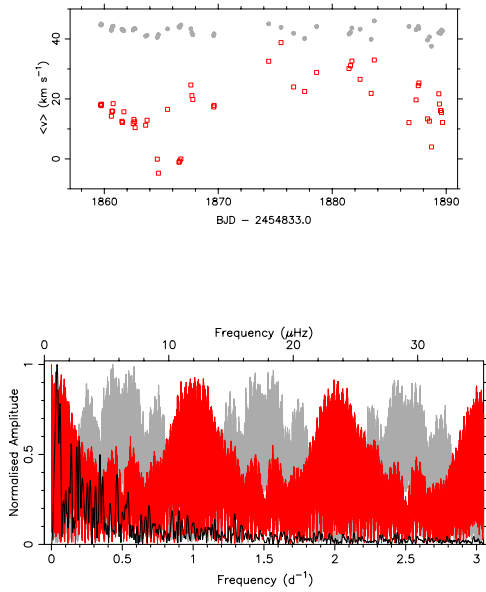 40
20
0
<v> (km s⁻¹)
1860 1870 1880 1890
BJD − 2454833.0
Frequency (μHz)
0 10 20 30
1
0.5
0
Normalised Amplitude
0 0.5 1 1.5 2 2.5 3
Frequency (d⁻¹)